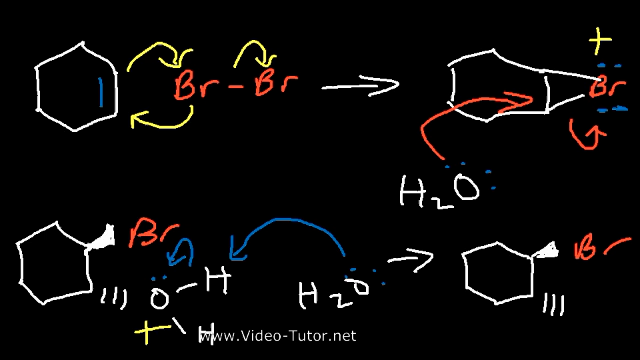 +
Br – Br
Br
H₂O
Br
O H
+ H
H₂O
Br
www.Video-Tutor.net